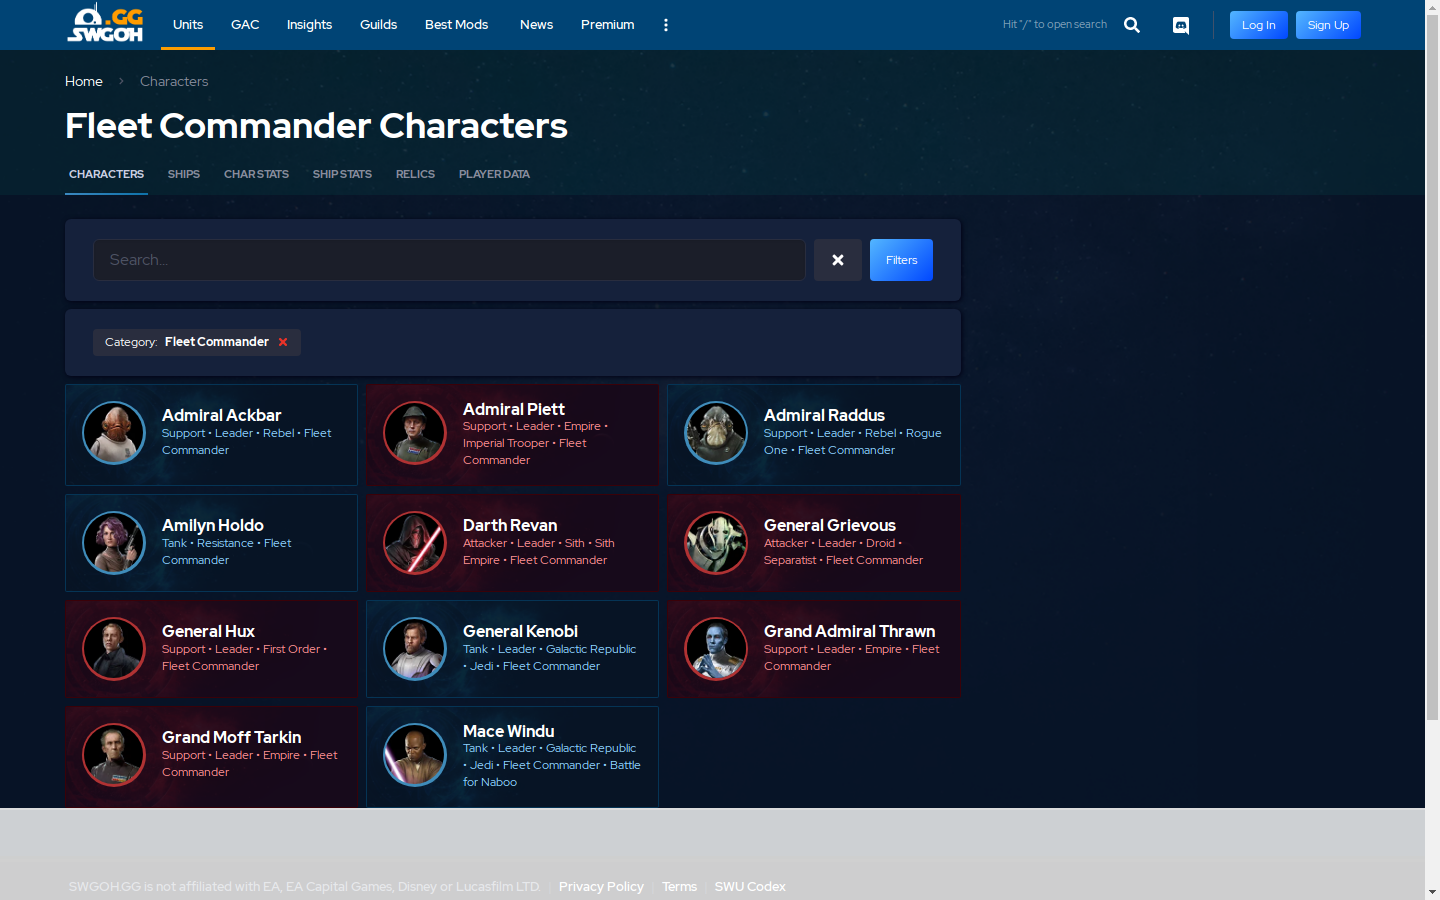 .GG
SWGOH
Units
GAC
Insights
Guilds
Best Mods
News
Premium
Hit "/" to open search
Log In
Sign Up
Home
Characters
Fleet Commander Characters
CHARACTERS
SHIPS
CHAR STATS
SHIP STATS
RELICS
PLAYER DATA
Search...
Filters
Category: Fleet Commander
Admiral Ackbar
Support • Leader • Rebel • Fleet
Commander
Admiral Piett
Support • Leader • Empire •
Imperial Trooper • Fleet
Commander
Admiral Raddus
Support • Leader • Rebel • Rogue
One • Fleet Commander
Amilyn Holdo
Tank • Resistance • Fleet
Commander
Darth Revan
Attacker • Leader • Sith • Sith
Empire • Fleet Commander
General Grievous
Attacker • Leader • Droid •
Separatist • Fleet Commander
General Hux
Support • Leader • First Order •
Fleet Commander
General Kenobi
Tank • Leader • Galactic Republic
• Jedi • Fleet Commander
Grand Admiral Thrawn
Support • Leader • Empire • Fleet
Commander
Grand Moff Tarkin
Support • Leader • Empire • Fleet
Commander
Mace Windu
Tank • Leader • Galactic Republic
• Jedi • Fleet Commander • Battle
for Naboo
SWGOH.GG is not affiliated with EA, EA Capital Games, Disney or Lucasfilm LTD.
Privacy Policy
Terms
SWU Codex